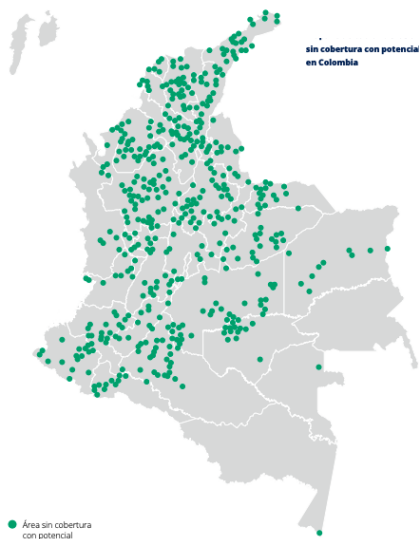 sin cobertura con potencial
en Colombia
Área sin cobertura
con potencial